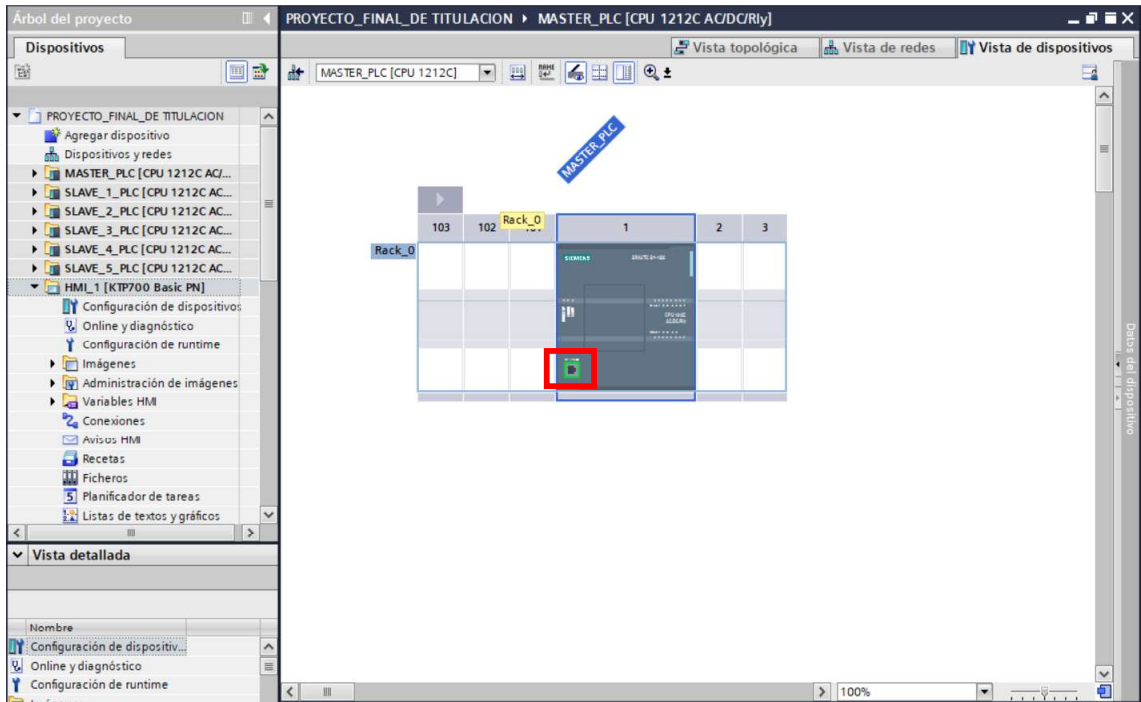 Árbol del proyecto
PROYECTO_FINAL_DE TITULACION ▸ MASTER_PLC [CPU 1212C AC/DC/Rly]
Dispositivos
Vista topológica
Vista de redes
Vista de dispositivos
MASTER_PLC [CPU 1212C]
PROYECTO_FINAL_DE TITULACION
Agregar dispositivo
Dispositivos y redes
MASTER_PLC [CPU 1212C AC/...
SLAVE_1_PLC [CPU 1212C AC...
SLAVE_2_PLC [CPU 1212C AC...
SLAVE_3_PLC [CPU 1212C AC...
SLAVE_4_PLC [CPU 1212C AC...
SLAVE_5_PLC [CPU 1212C AC...
HMI_1 [KTP700 Basic PN]
Configuración de dispositivos
Online y diagnóstico
Configuración de runtime
Imágenes
Administración de imágenes
Variables HMI
Conexiones
Avisos HMI
Recetas
Ficheros
Planificador de tareas
Listas de textos y gráficos
MASTER_PLC
103 102 Rack_0 1 2 3
Rack_0
SIEMENS
Datos del dispositivo
Vista detallada
Nombre
Configuración de dispositiv...
Online y diagnóstico
Configuración de runtime
100%